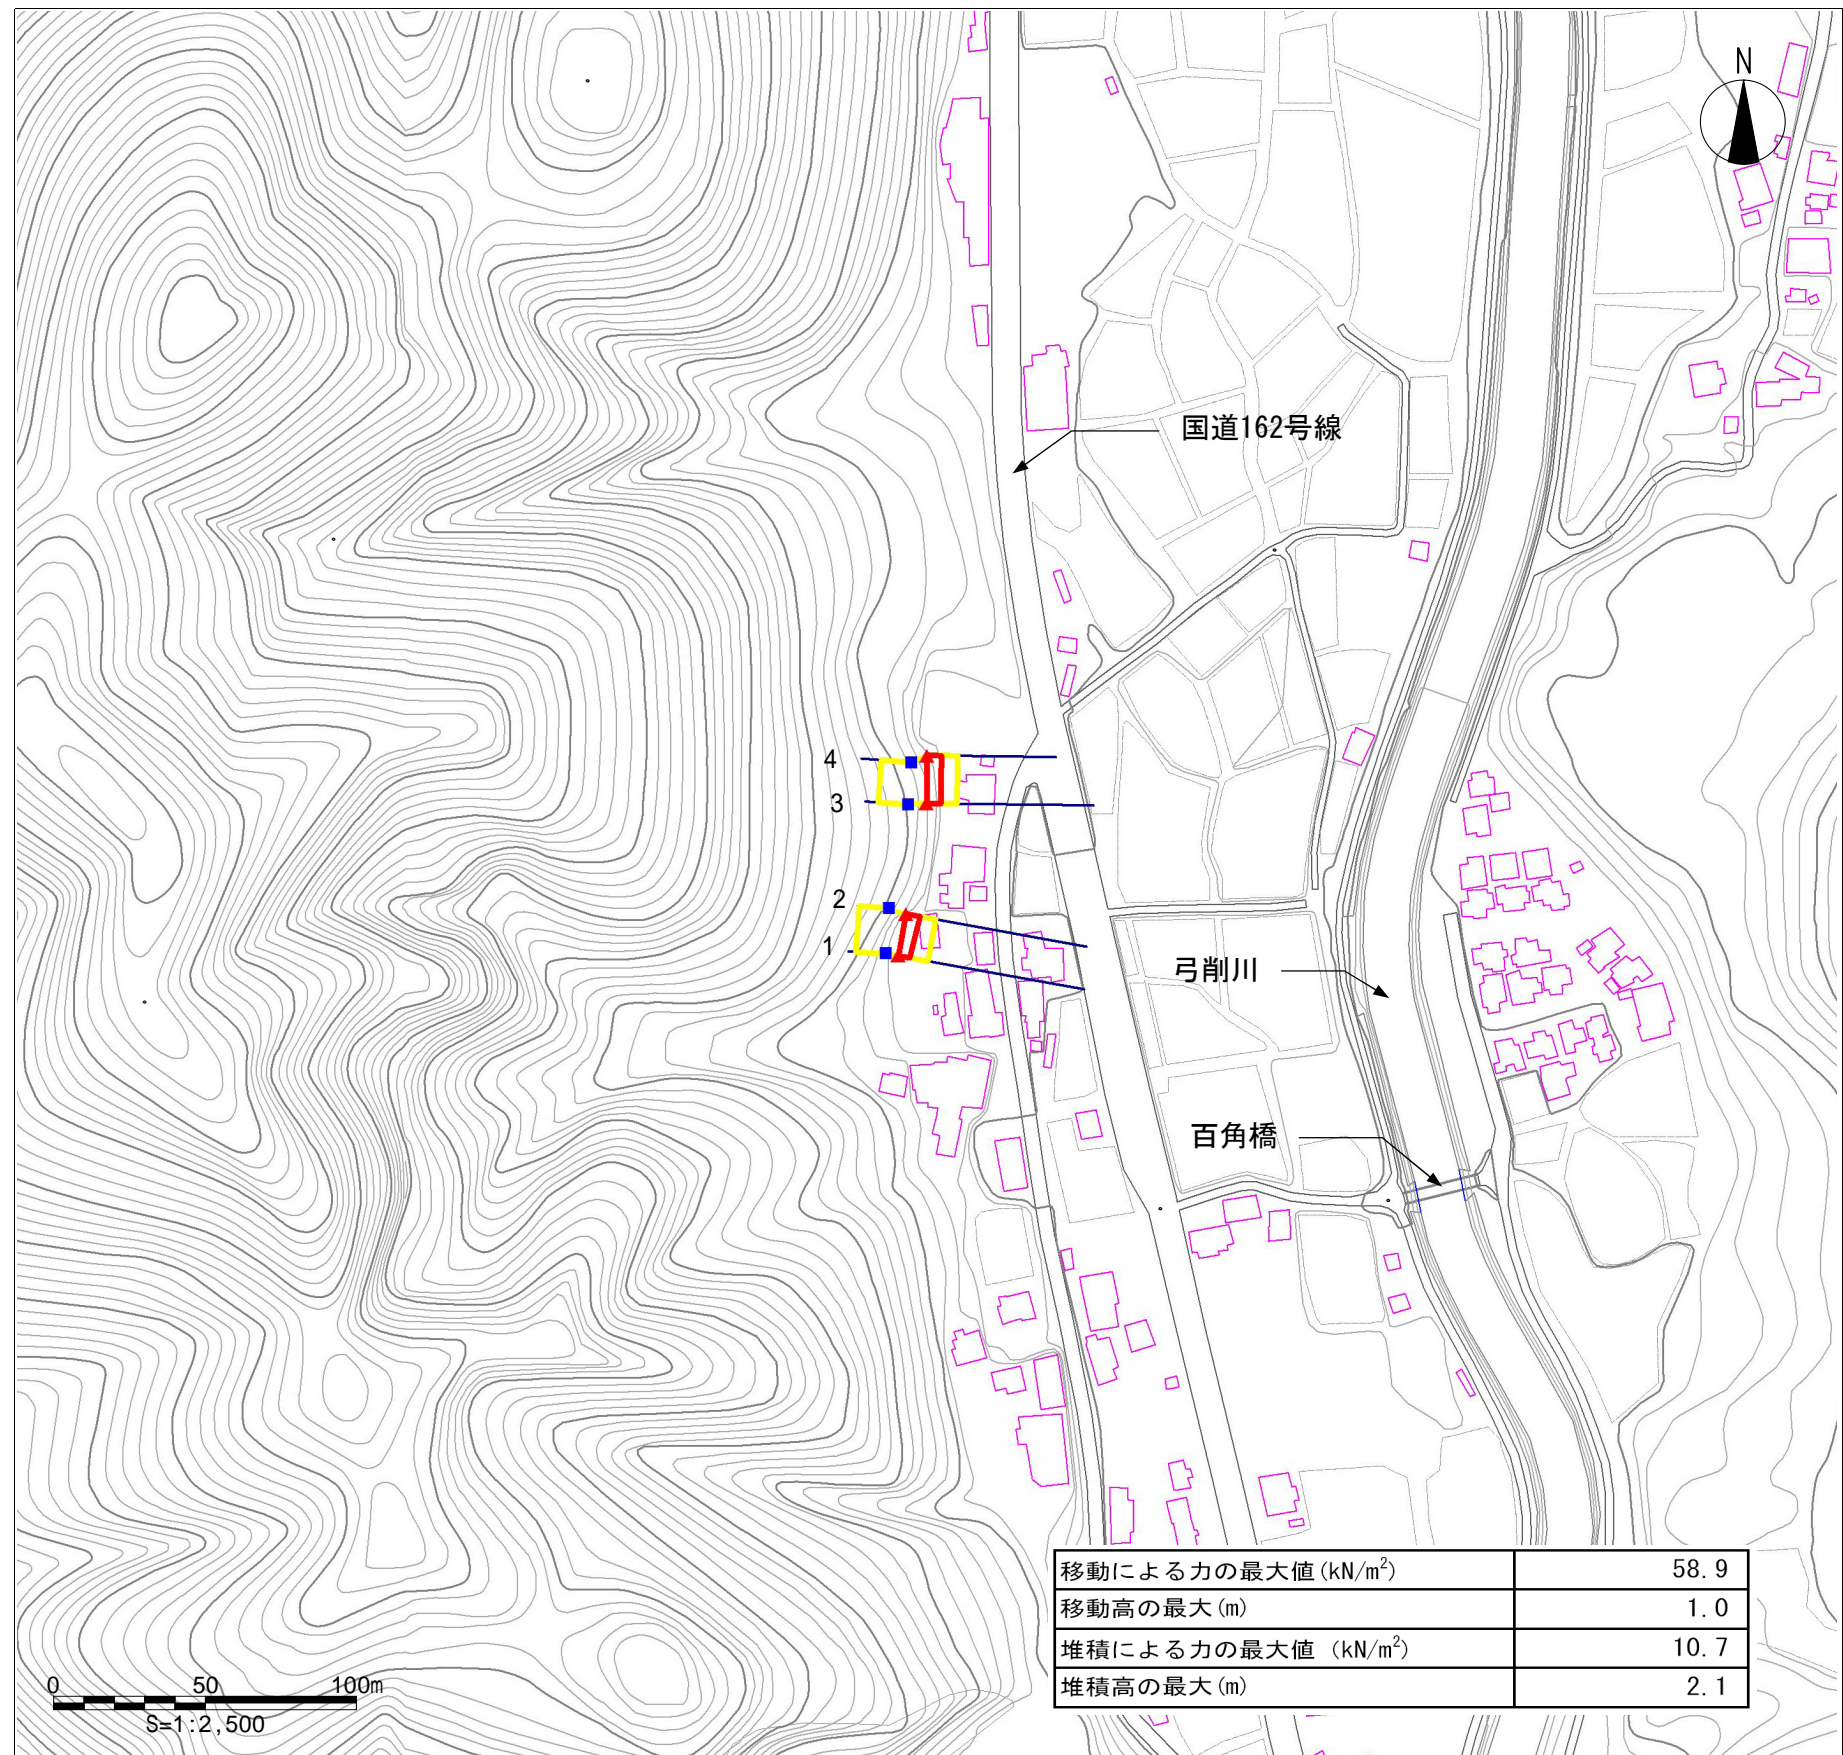 N
国道162号線
4
3
2
1
弓削川
百角橋
移動による力の最大値(kN/m²) 58.9
移動高の最大(m) 1.0
堆積による力の最大値 (kN/m²) 10.7
堆積高の最大(m) 2.1
0 50 100m
S=1:2,500